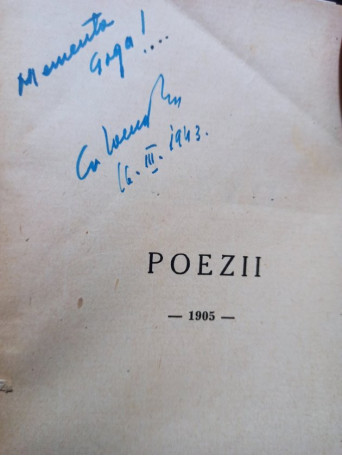 Memento
Goga!....
16.III.1943.
POEZII
— 1905 —